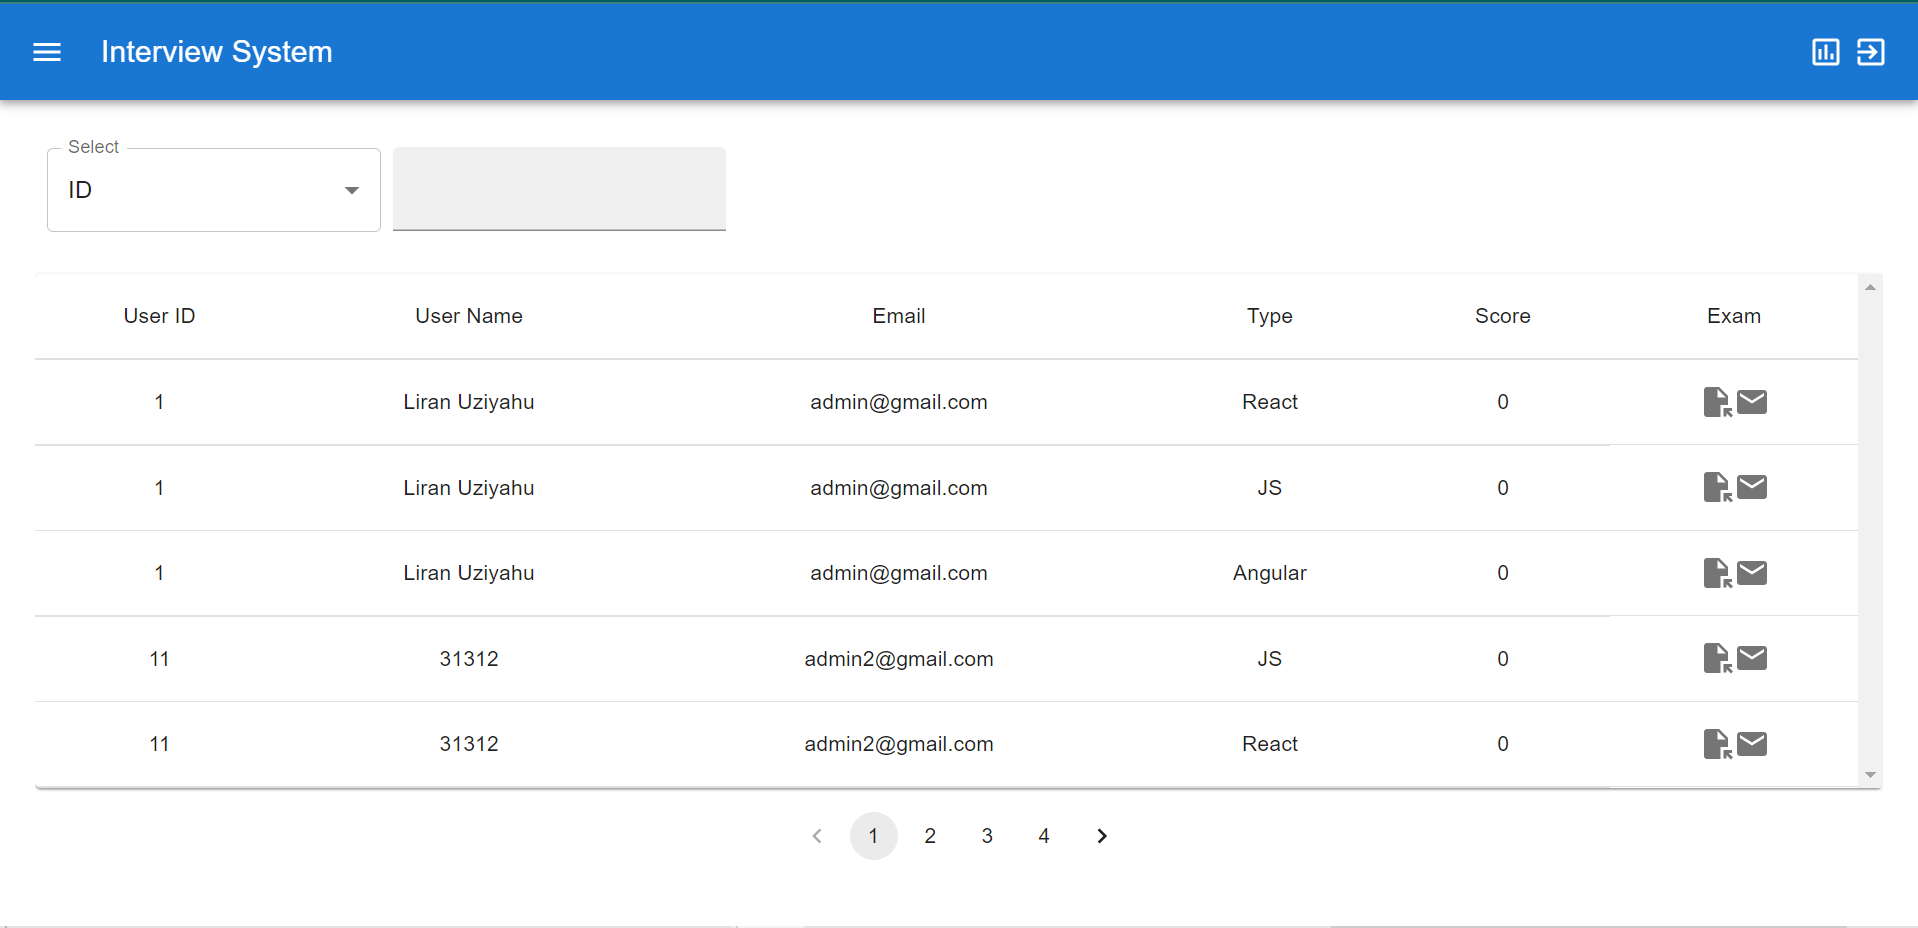 Interview System
Select
ID
User ID User Name Email Type Score Exam
1 Liran Uziyahu admin@gmail.com React 0
1 Liran Uziyahu admin@gmail.com JS 0
1 Liran Uziyahu admin@gmail.com Angular 0
11 31312 admin2@gmail.com JS 0
11 31312 admin2@gmail.com React 0
1 2 3 4